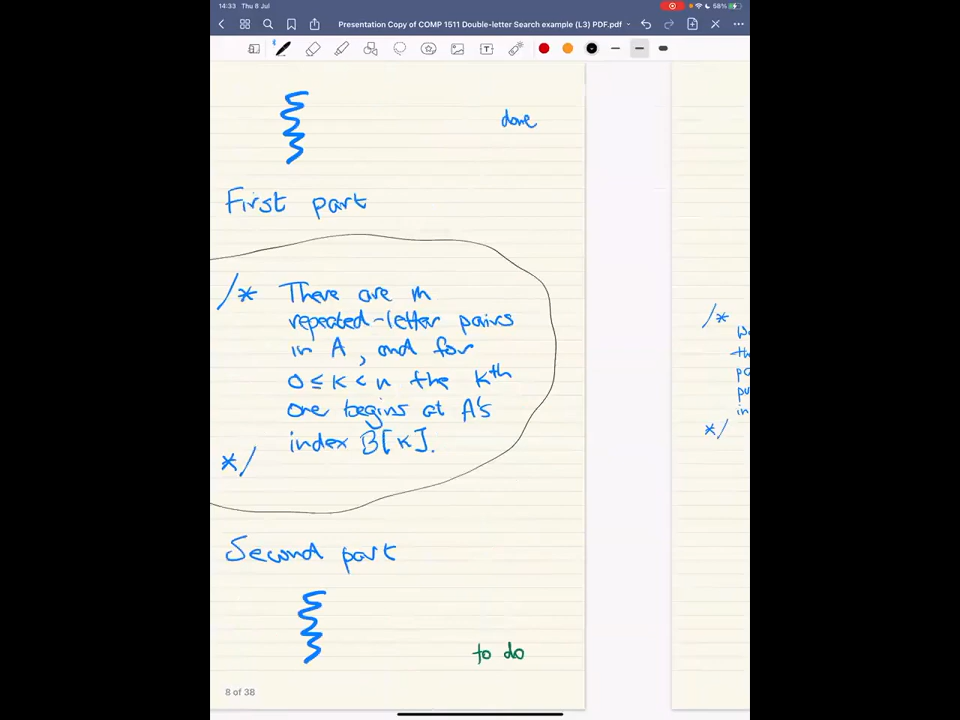 14:33 Thu 8 Jul
58%
Presentation Copy of COMP 1511 Double-letter Search example (L3) PDF.pdf
done
First part
/* There are m
repeated-letter pairs
in A, and for
0 ≤ K < n the Kth
one begins at A's
index B[K].
*/
Second part
to do
8 of 38
/*
*/